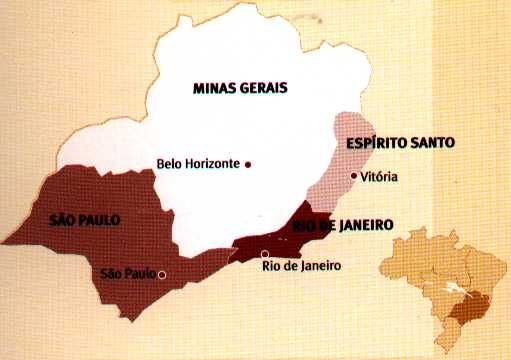 MINAS GERAIS
ESPÍRITO SANTO
Belo Horizonte
Vitória
SÃO PAULO
RIO DE JANEIRO
São Paulo
Rio de Janeiro